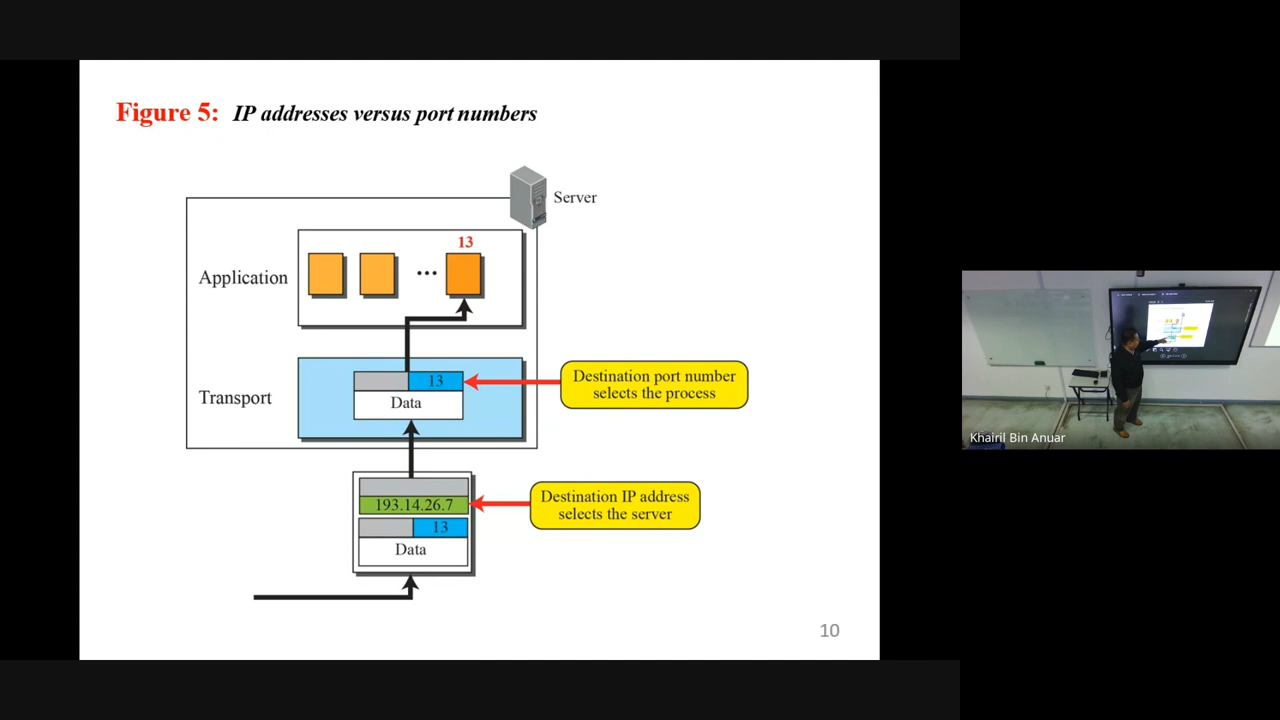 Figure 5: IP addresses versus port numbers
Server
13
Application
•••
13
Transport
Data
Destination port number
selects the process
193.14.26.7
Destination IP address
selects the server
13
Data
10
Khairil Bin Anuar